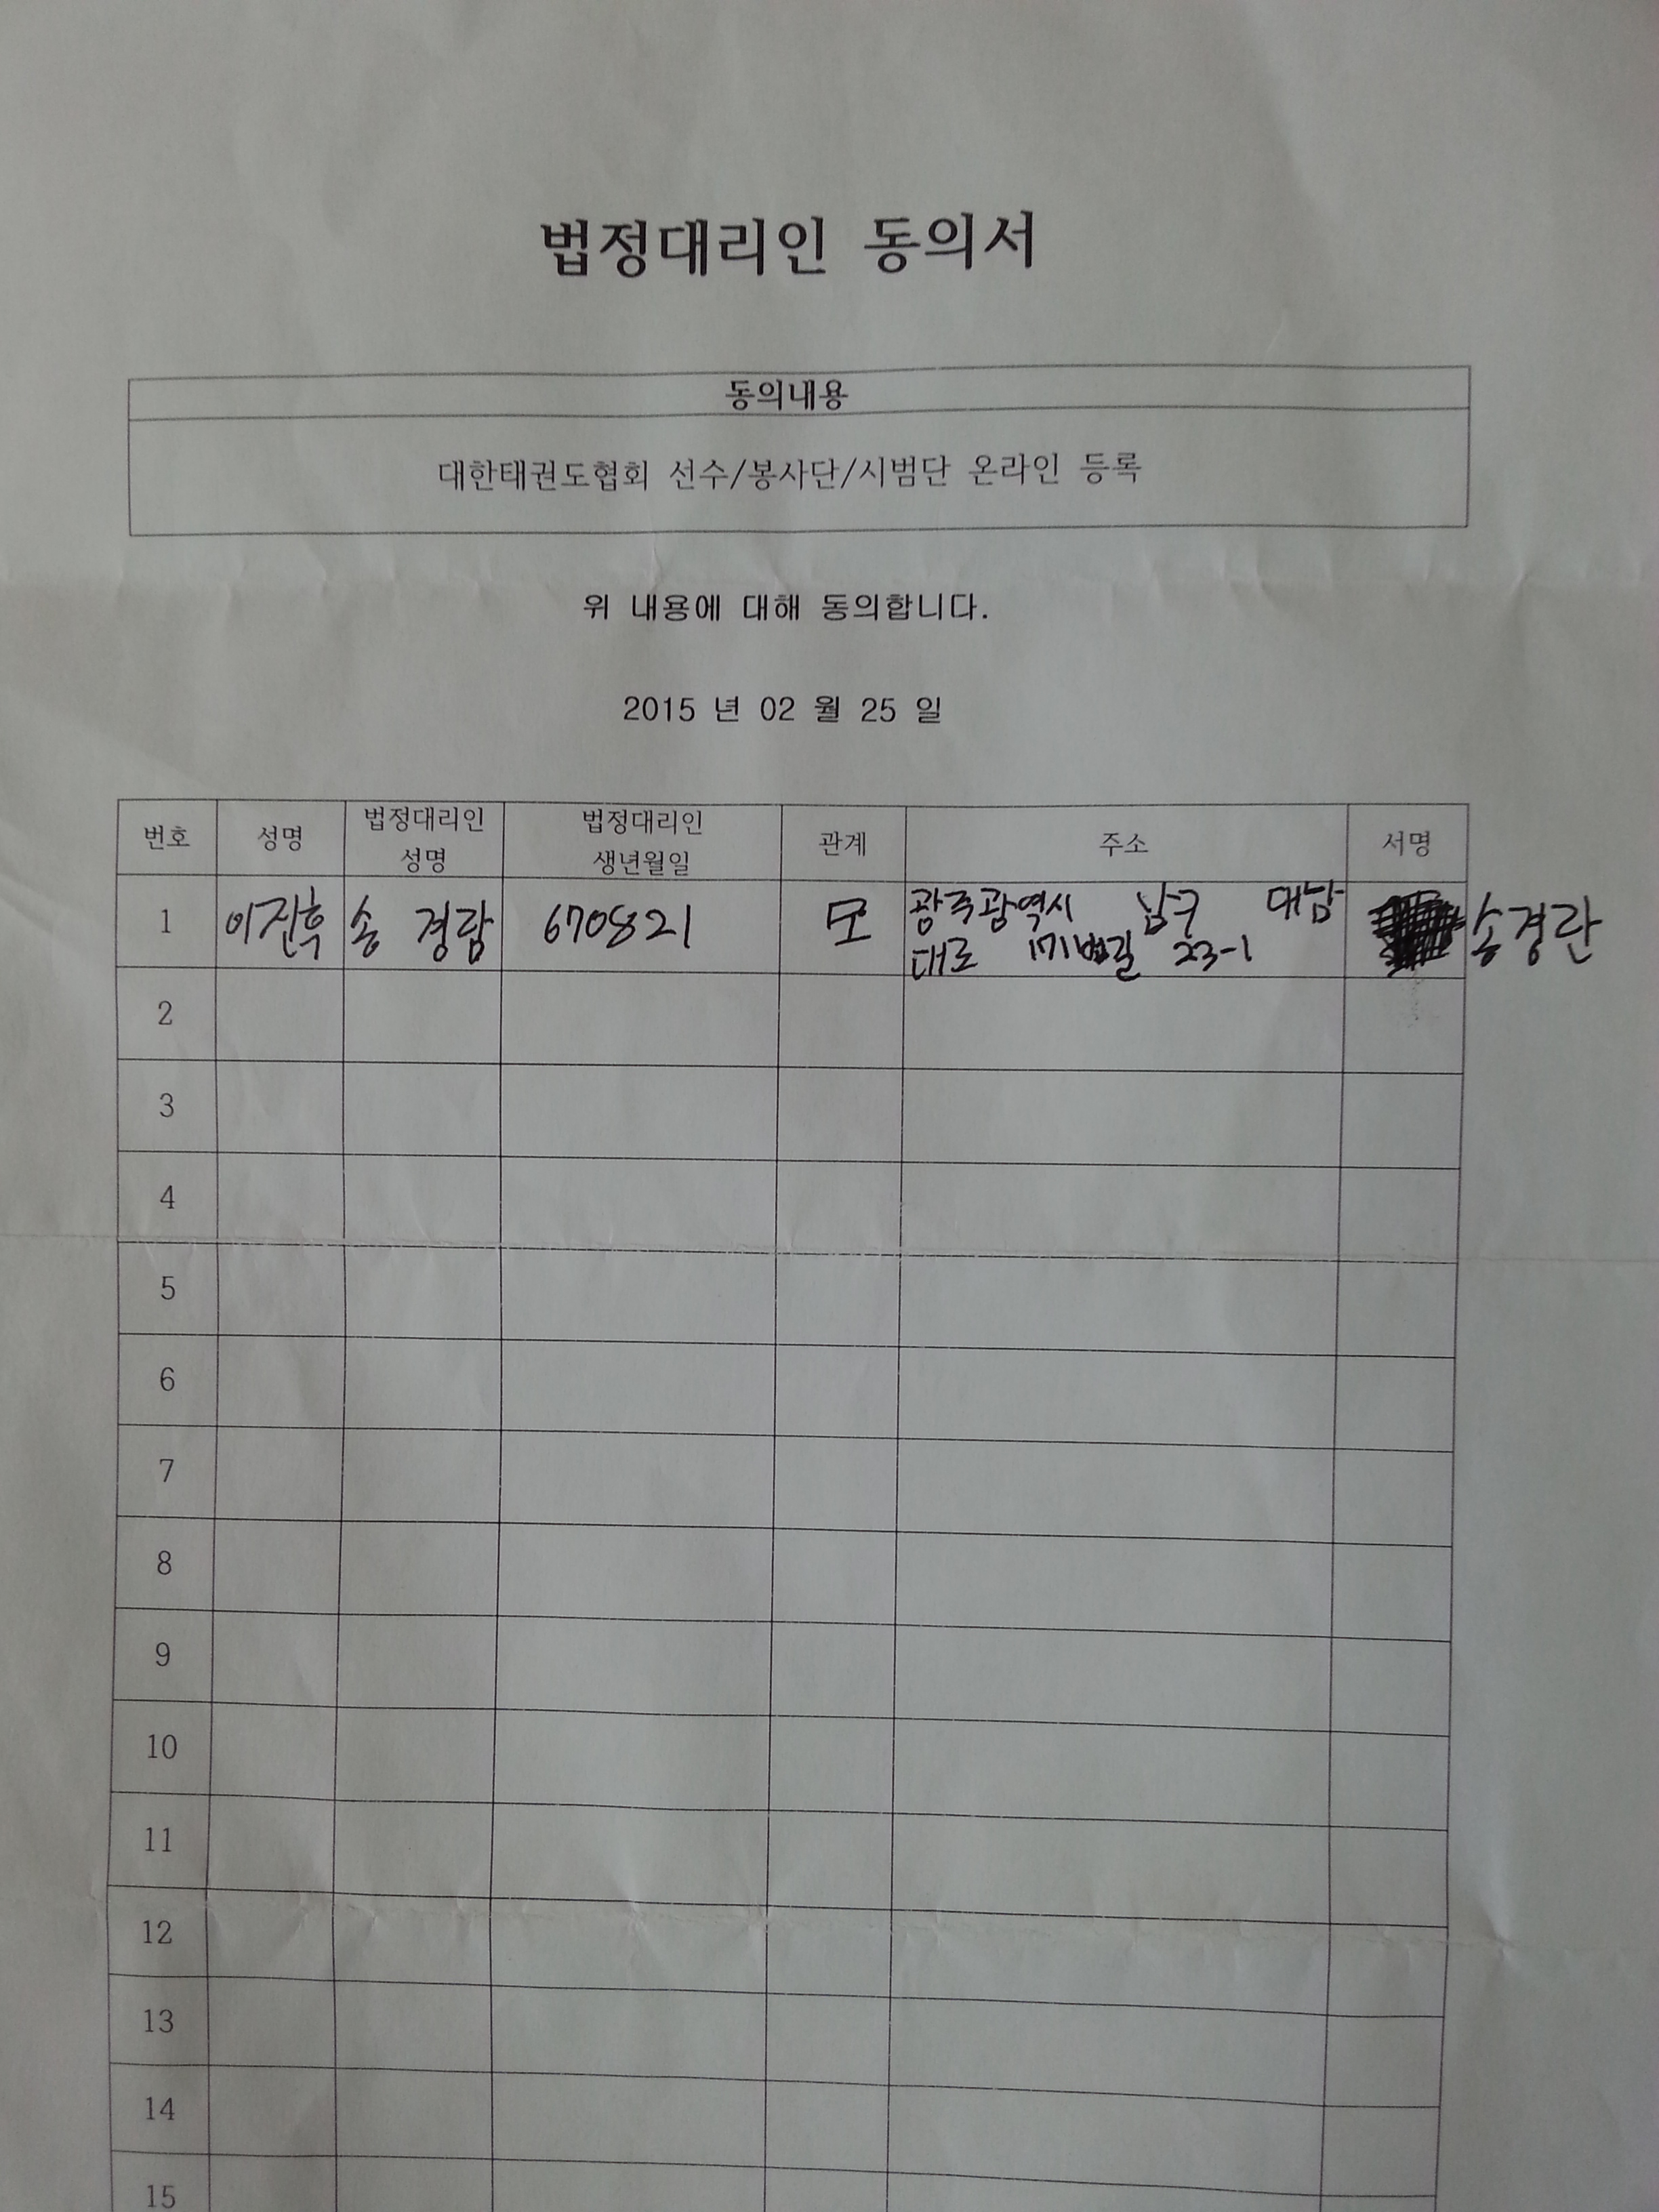 법정대리인 동의서
동의내용
대한태권도협회 선수/봉사단/시범단 온라인 등록
위 내용에 대해 동의합니다.
2015 년 02 월 25 일
번호 성명 법정대리인 성명 법정대리인 생년월일 관계 주소 서명
1 이진후 송 경람 670821 모 광주광역시 남구 대남
대로 171번길 23-1 송경란
2
3
4
5
6
7
8
9
10
11
12
13
14
15